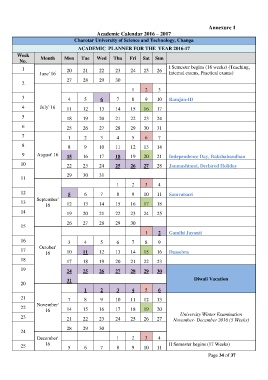 Annexure-I
Academic Calendar 2016 – 2017
Charotar University of Science and Technology, Changa
ACADEMIC PLANNER FOR THE YEAR 2016-17
Week No. Month Mon Tue Wed Thu Fri Sat Sun
1 June' 16 20 21 22 23 24 25 26 I Semester begins (16 weeks) (Teaching, Internal exams, Practical exams)
2 27 28 29 30
1 2 3
3 July' 16 4 5 6 7 8 9 10 Ramjan-ID
4 11 12 13 14 15 16 17
5 18 19 20 21 22 23 24
6 25 26 27 28 29 30 31
7 August' 16 1 2 3 4 5 6 7
8 8 9 10 11 12 13 14
9 15 16 17 18 19 20 21 Independence Day, Rakshabandhan
10 22 23 24 25 26 27 28 Janmashtami
11 29 30 31
1 2 3 4
12 September' 16 5 6 7 8 9 10 11 Samvatsari
13 12 13 14 15 16 17 18
14 19 20 21 22 23 24 25
15 26 27 28 29 30
1 2 Gandhi Jayanti
16 October' 16 3 4 5 6 7 8 9
17 10 11 12 13 14 15 16 Dussehra
18 17 18 19 20 21 22 23
19 24 25 26 27 28 29 30 Diwali Vacation
20 31
1 2 3 4 5 6
21 November' 16 7 8 9 10 11 12 13
22 14 15 16 17 18 19 20 University Winter Examination
23 21 22 23 24 25 26 27 November- December 2016 (5 Weeks)
24 28 29 30
December' 16 1 2 3 4
25 5 6 7 8 9 10 11 II Semester begins (17 Weeks)
Page 34 of 37